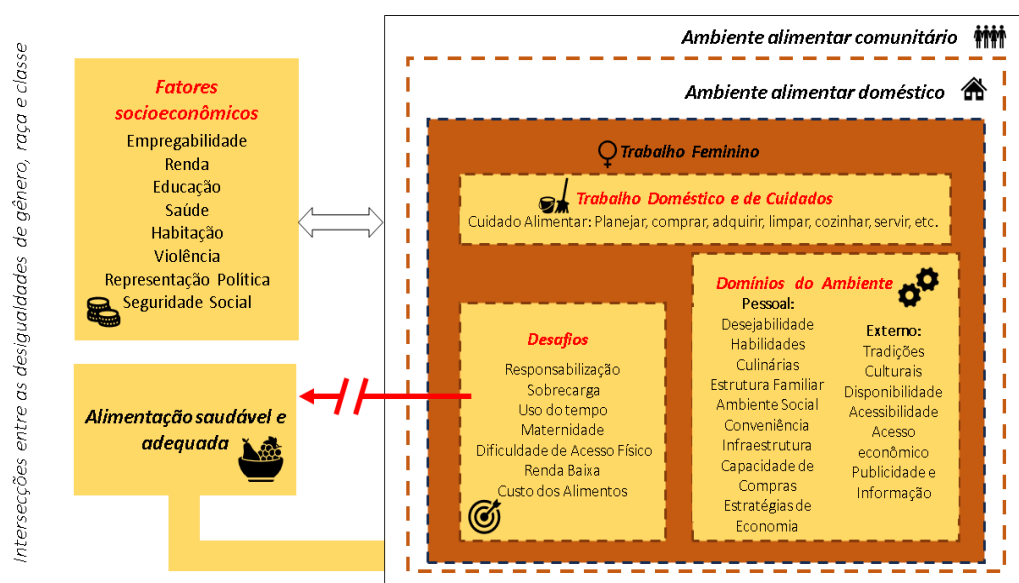 Intersecções entre as desigualdades de gênero, raça e classe
Fatores
socioeconômicos
Empregabilidade
Renda
Educação
Saúde
Habitação
Violência
Representação Política
Seguridade Social
Alimentação saudável e
adequada
Ambiente alimentar comunitário
Ambiente alimentar doméstico
Trabalho Feminino
Trabalho Doméstico e de Cuidados
Cuidado Alimentar: Planejar, comprar, adquirir, limpar, cozinhar, servir, etc.
Desafios
Responsabilização
Sobrecarga
Uso do tempo
Maternidade
Dificuldade de Acesso Físico
Renda Baixa
Custo dos Alimentos
Domínios do Ambiente
Pessoal:
Desejabilidade
Habilidades
Culinárias
Estrutura Familiar
Ambiente Social
Conveniência
Infraestrutura
Capacidade de
Compras
Estratégias de
Economia
Externo:
Tradições
Culturais
Disponibilidade
Acessibilidade
Acesso
econômico
Publicidade e
Informação